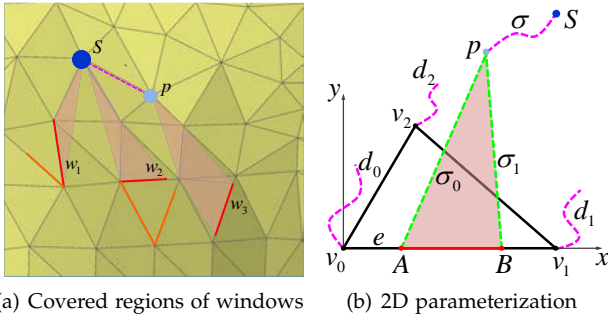 S
p
w1
w2
w3
σ
S
p
y
d2
v2
d0
σ0
σ1
d1
e
v0
A
B
v1
x
(a) Covered regions of windows
(b) 2D parameterization